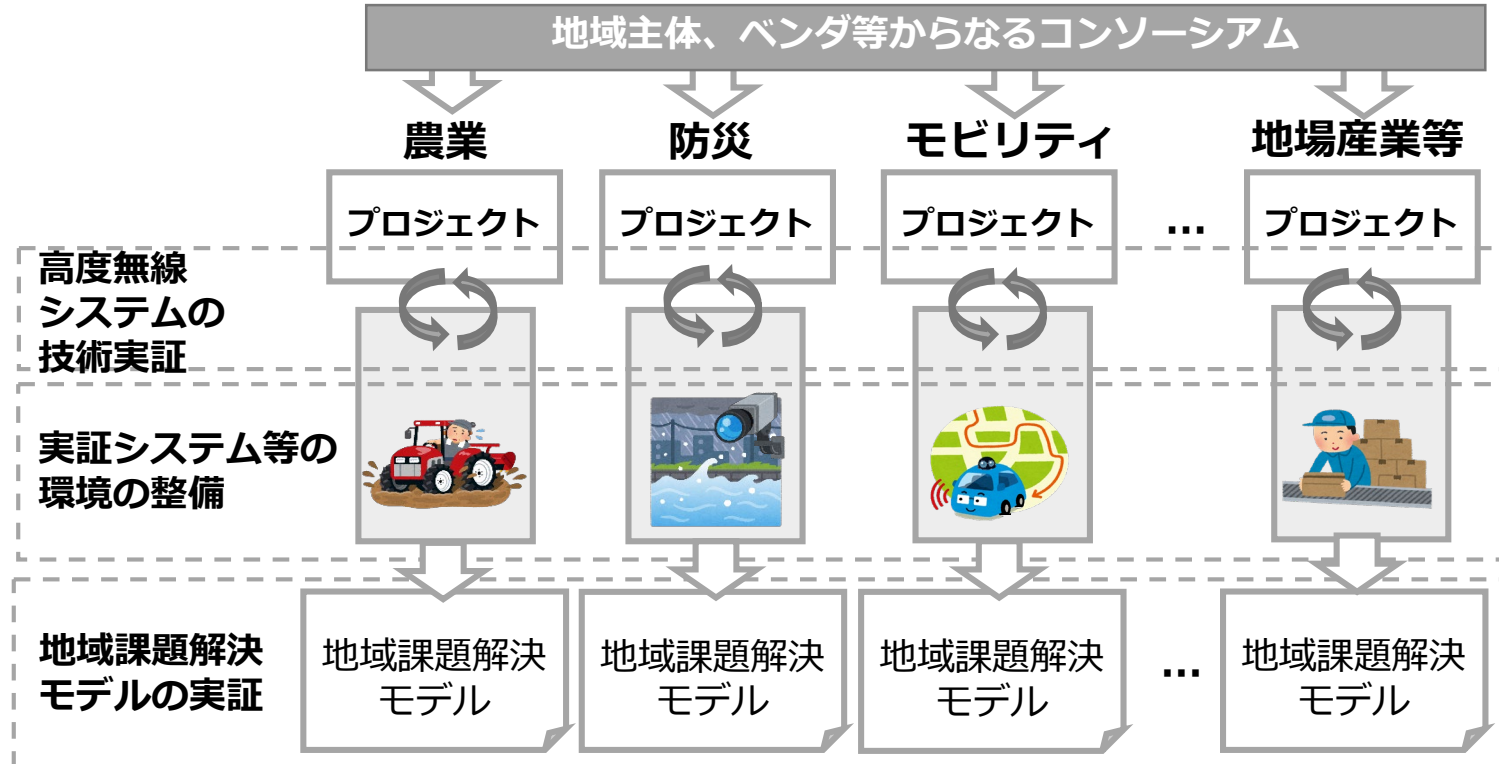 地域主体、ベンダ等からなるコンソーシアム
農業
防災
モビリティ
地場産業等
プロジェクト
プロジェクト
プロジェクト
...
プロジェクト
高度無線
システムの
技術実証
実証システム等の
環境の整備
地域課題解決
モデルの実証
地域課題解決
モデル
地域課題解決
モデル
地域課題解決
モデル
...
地域課題解決
モデル